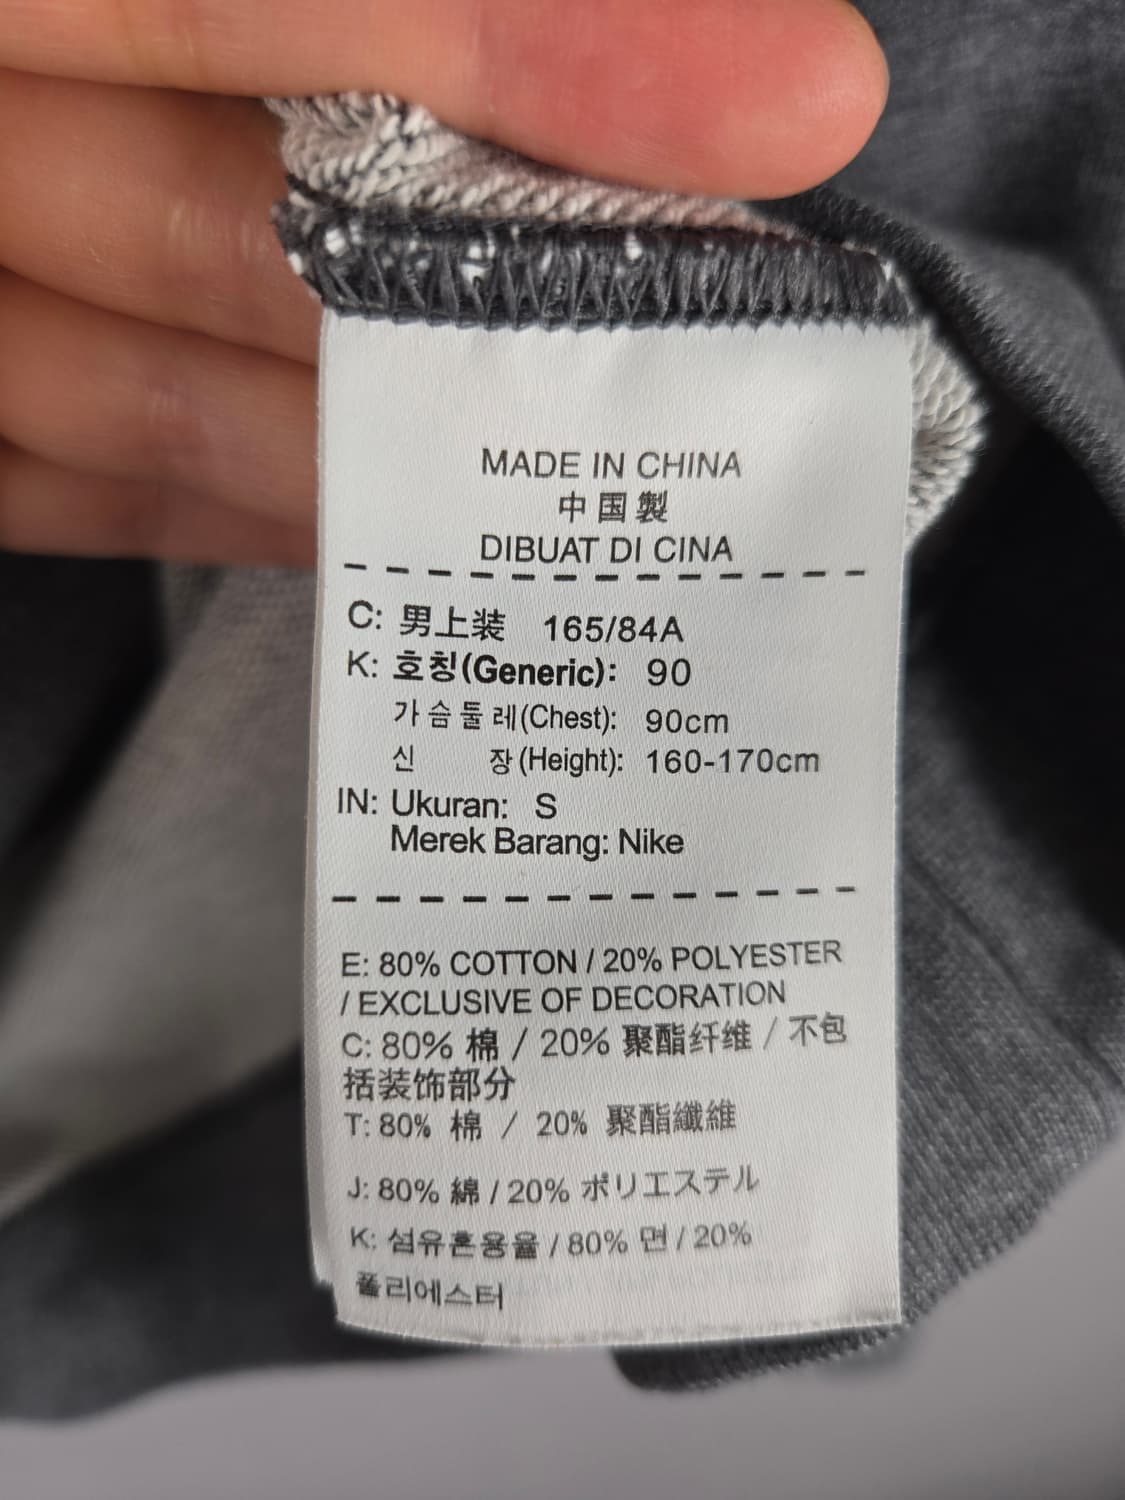 MADE IN CHINA
中国製
DIBUAT DI CINA
C: 男上装 165/84A
K: 호칭(Generic): 90
가슴둘레(Chest): 90cm
신 장(Height): 160-170cm
IN: Ukuran: S
Merek Barang: Nike
E: 80% COTTON / 20% POLYESTER
/ EXCLUSIVE OF DECORATION
C: 80% 棉 / 20% 聚酯纤维 / 不包
括装饰部分
T: 80% 棉 / 20% 聚酯纖維
J: 80% 綿 / 20% ポリエステル
K: 섬유혼용율 / 80% 면 / 20%
폴리에스터